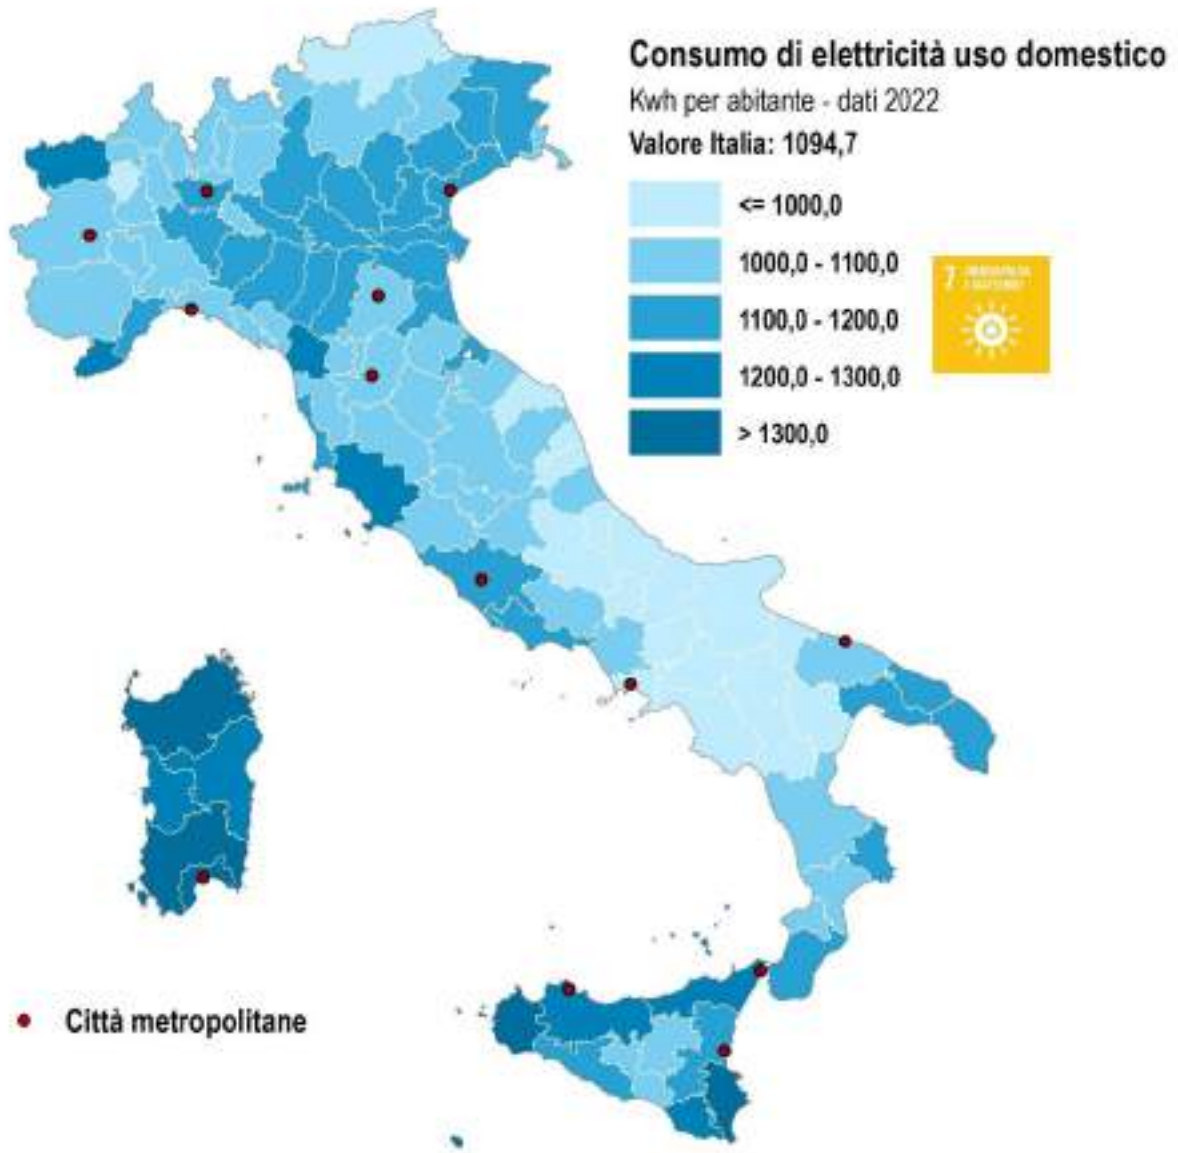 Consumo di elettricità uso domestico
Kwh per abitante - dati 2022
Valore Italia: 1094,7
<= 1000,0
1000,0 - 1100,0
7
1100,0 - 1200,0
1200,0 - 1300,0
> 1300,0
Città metropolitane